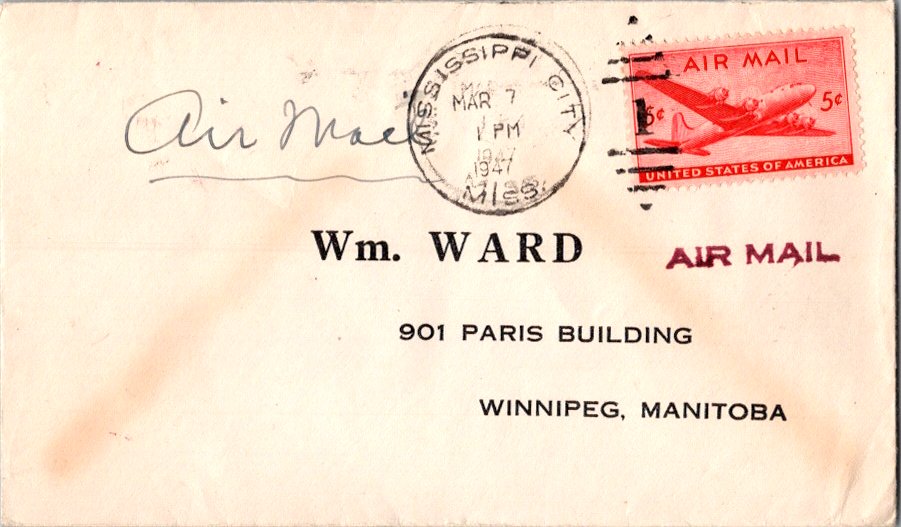 Air Mail
MISSISSIPPI CITY
MAR 7
1 PM
1947
MISS.
AIR MAIL
5¢ 5¢
UNITED STATES OF AMERICA
Wm. WARD
AIR MAIL
901 PARIS BUILDING
WINNIPEG, MANITOBA